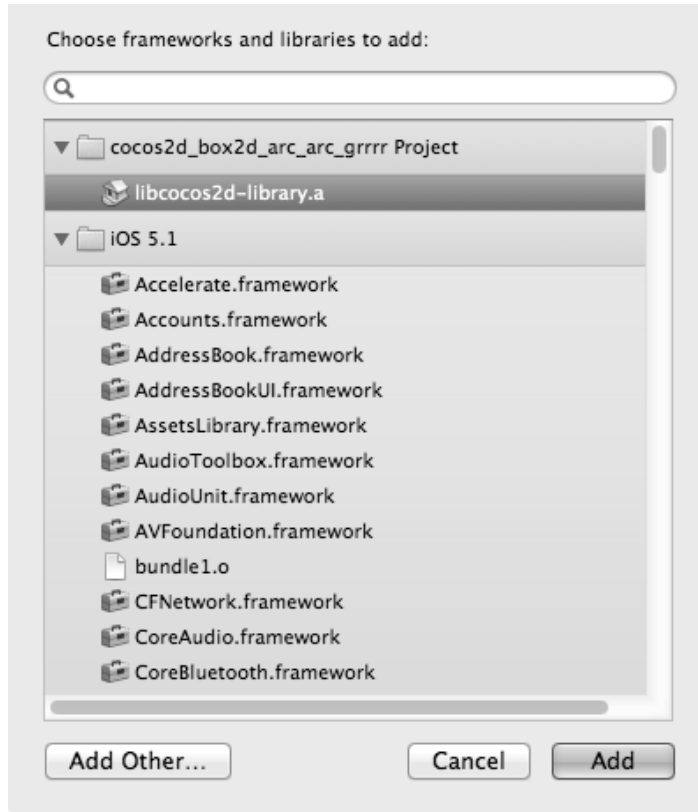 Choose frameworks and libraries to add:
cocos2d_box2d_arc_arc_grrrr Project
libcocos2d-library.a
iOS 5.1
Accelerate.framework
Accounts.framework
AddressBook.framework
AddressBookUI.framework
AssetsLibrary.framework
AudioToolbox.framework
AudioUnit.framework
AVFoundation.framework
bundle1.o
CFNetwork.framework
CoreAudio.framework
CoreBluetooth.framework
Add Other... Cancel Add